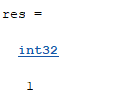 res =
int32
1